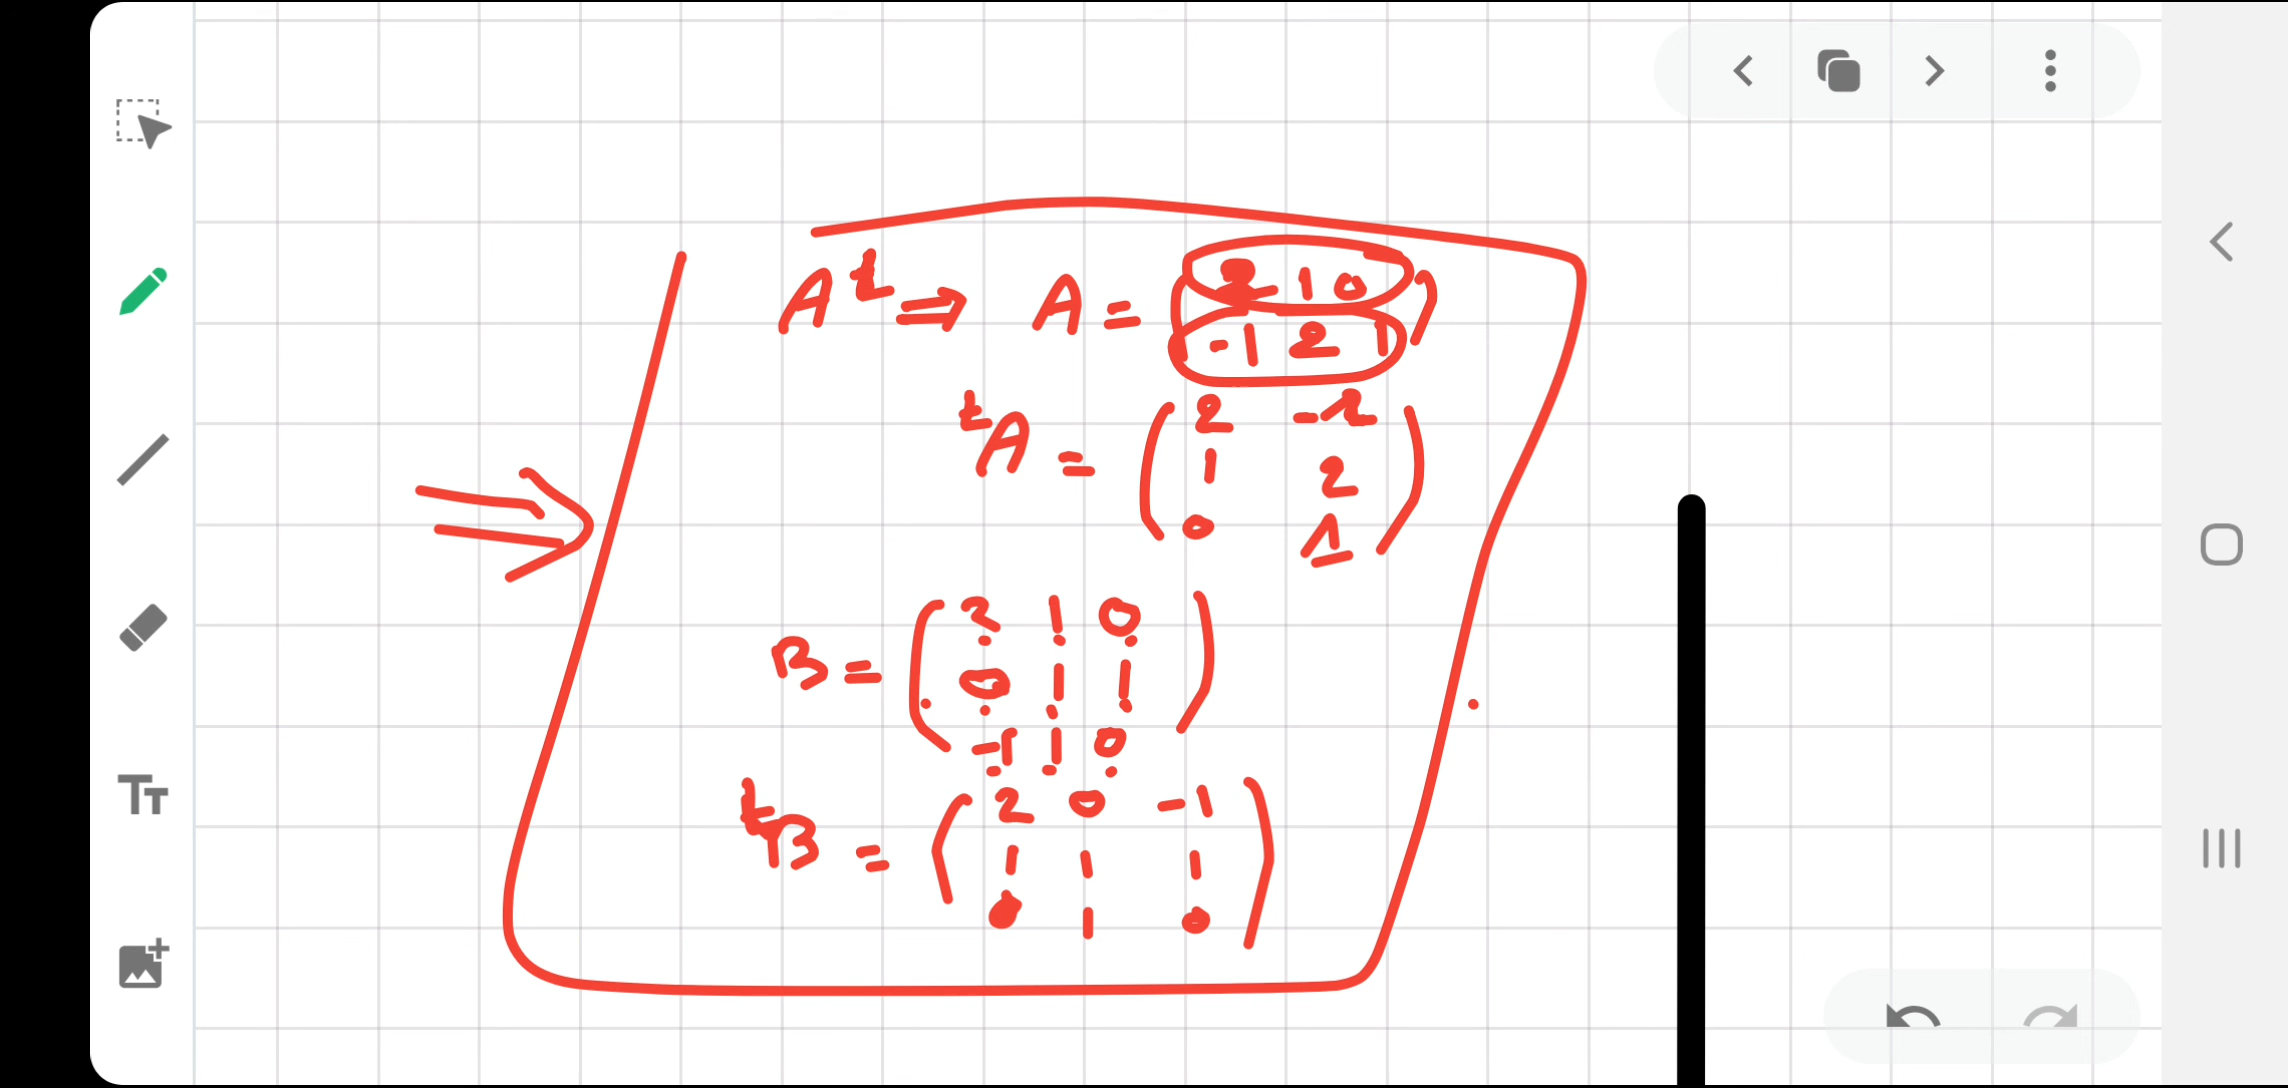 A^t ⇒ A = (2 1 0
-1 2 1)
^tA = (2 -1
1 2
0 1)
B = (2 1 0
0 1 1
-1 1 0)
^tB = (2 0 -1
1 1 1
0 1 0)
Tт